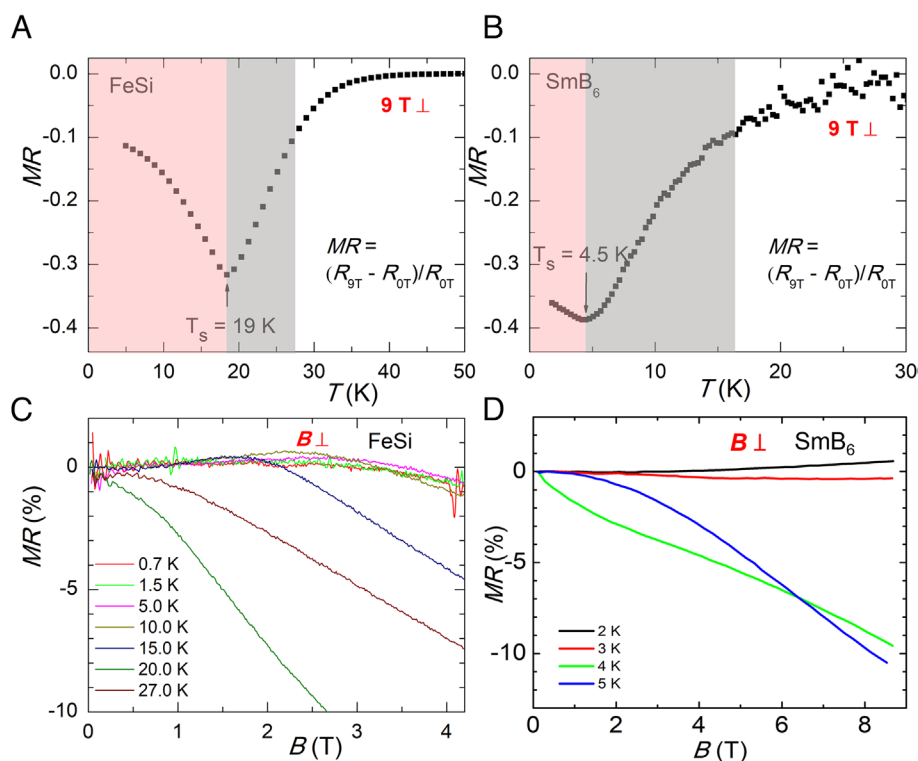 A
FeSi
9 T ⊥
MR =
(R9T - R0T)/R0T
Ts = 19 K
0.0
-0.1
-0.2
-0.3
-0.4
MR
0 10 20 30 40 50
T (K)
B
SmB6
9 T ⊥
Ts = 4.5 K
MR =
(R9T - R0T)/R0T
0.0
-0.1
-0.2
-0.3
-0.4
MR
0 5 10 15 20 25 30
T (K)
C
B ⊥ FeSi
0
-5
-10
MR (%)
0.7 K
1.5 K
5.0 K
10.0 K
15.0 K
20.0 K
27.0 K
0 1 2 3 4
B (T)
D
B ⊥ SmB6
0
-5
-10
MR (%)
2 K
3 K
4 K
5 K
0 2 4 6 8
B (T)